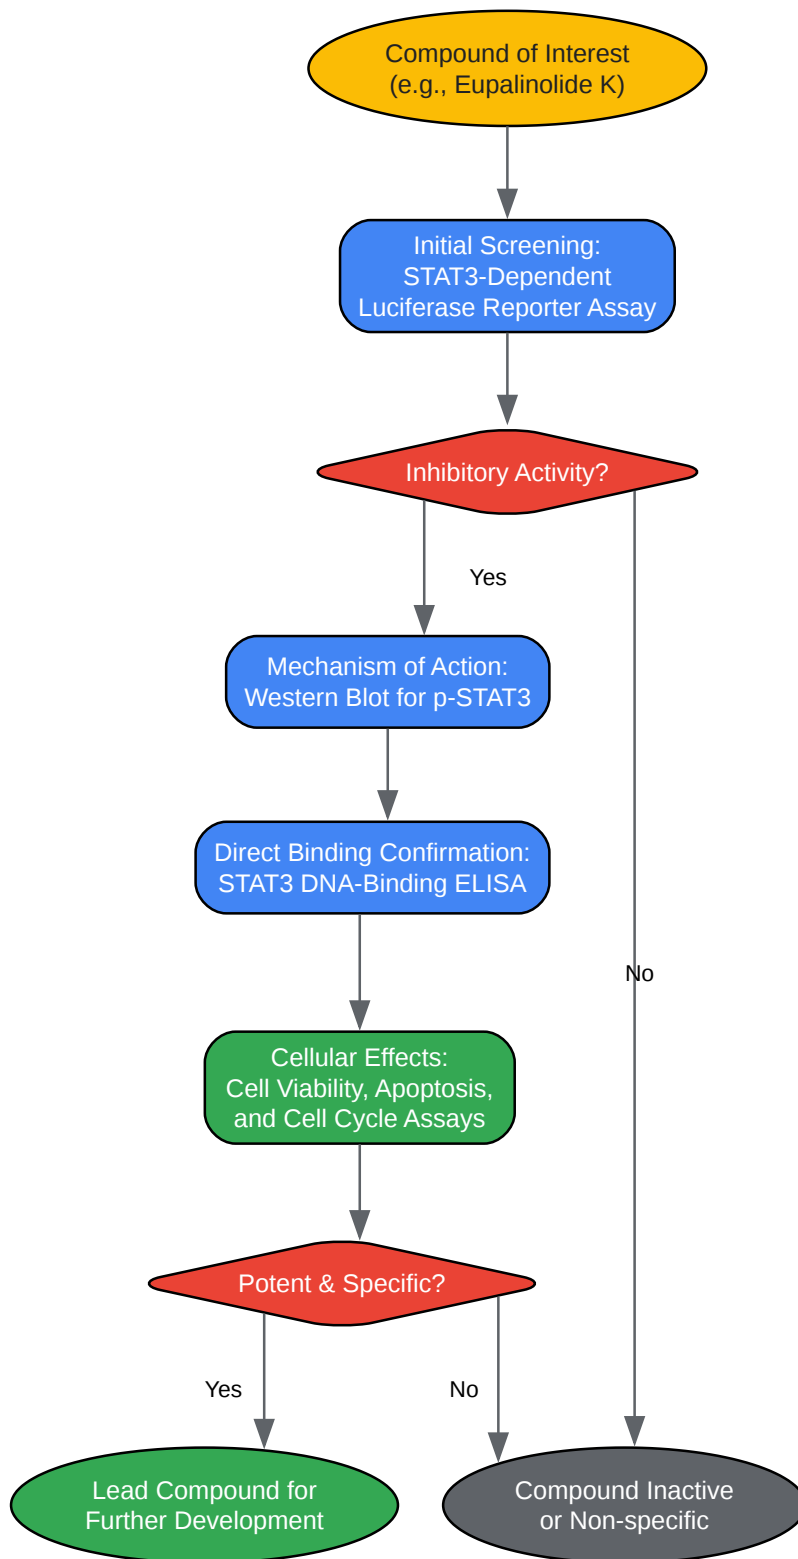 Compound of Interest
(e.g., Eupalinolide K)
Initial Screening:
STAT3-Dependent
Luciferase Reporter Assay
Inhibitory Activity?
Yes
Mechanism of Action:
Western Blot for p-STAT3
Direct Binding Confirmation:
STAT3 DNA-Binding ELISA
No
Cellular Effects:
Cell Viability, Apoptosis,
and Cell Cycle Assays
Potent & Specific?
Yes
No
Lead Compound for
Further Development
Compound Inactive
or Non-specific